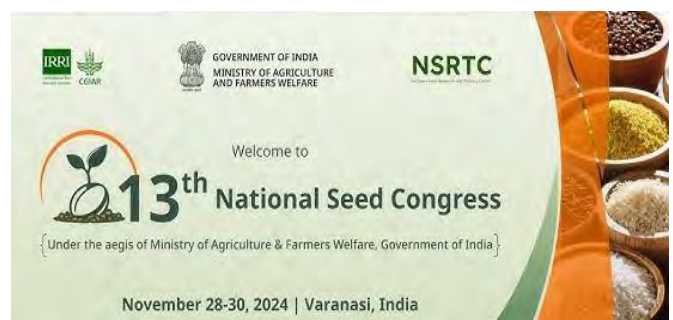 IRRI
CGIAR
GOVERNMENT OF INDIA
MINISTRY OF AGRICULTURE
AND FARMERS WELFARE
NSRTC
Welcome to
13th National Seed Congress
{Under the aegis of Ministry of Agriculture & Farmers Welfare, Government of India}
November 28-30, 2024 | Varanasi, India